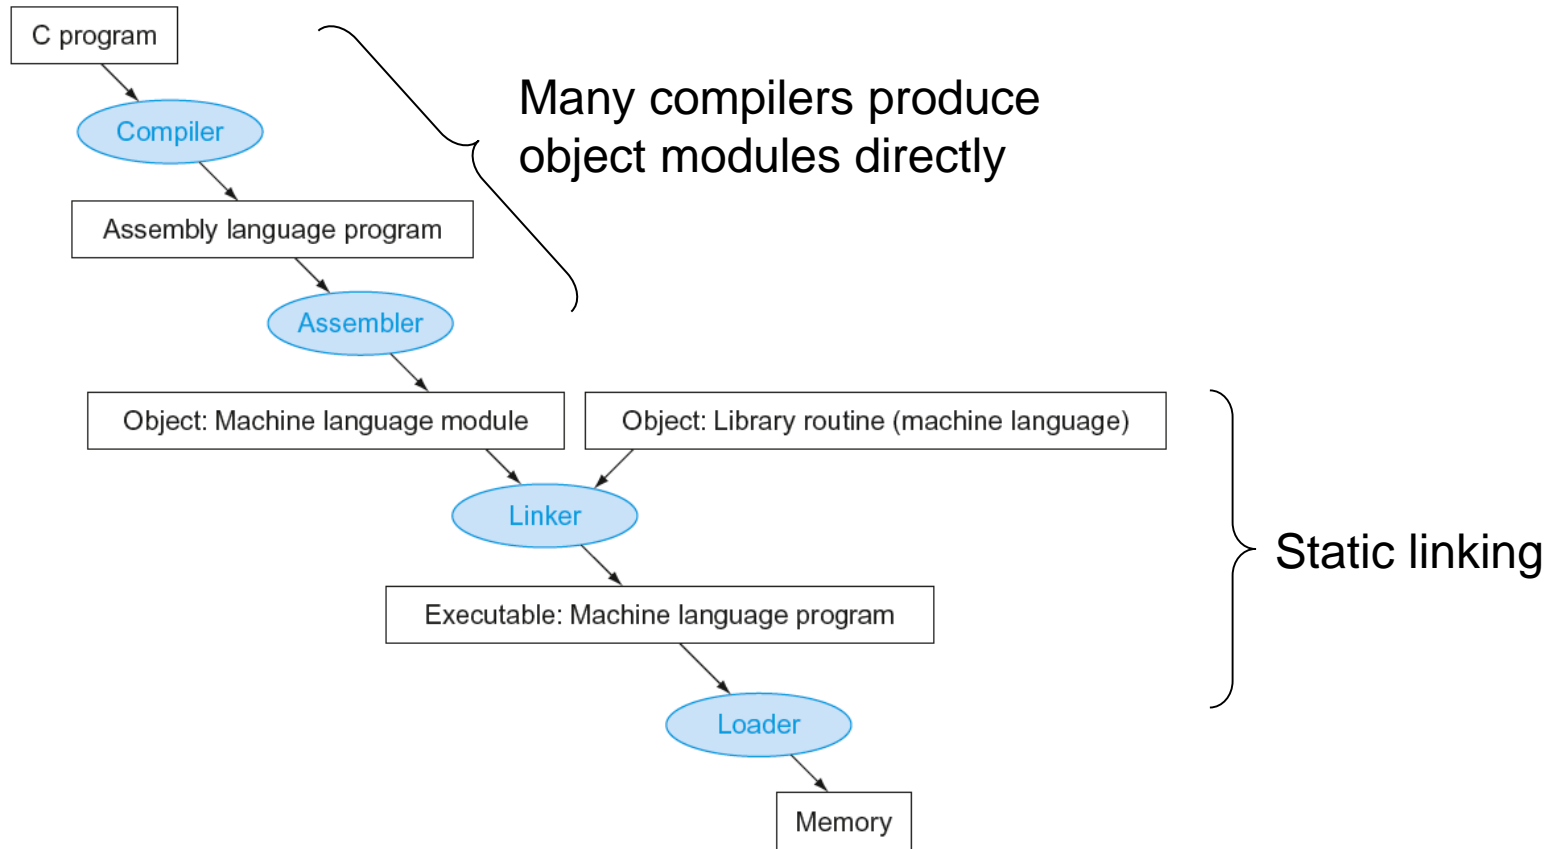 C program
Many compilers produce
object modules directly
Compiler
Assembly language program
Assembler
Object: Machine language module
Object: Library routine (machine language)
Linker
Static linking
Executable: Machine language program
Loader
Memory